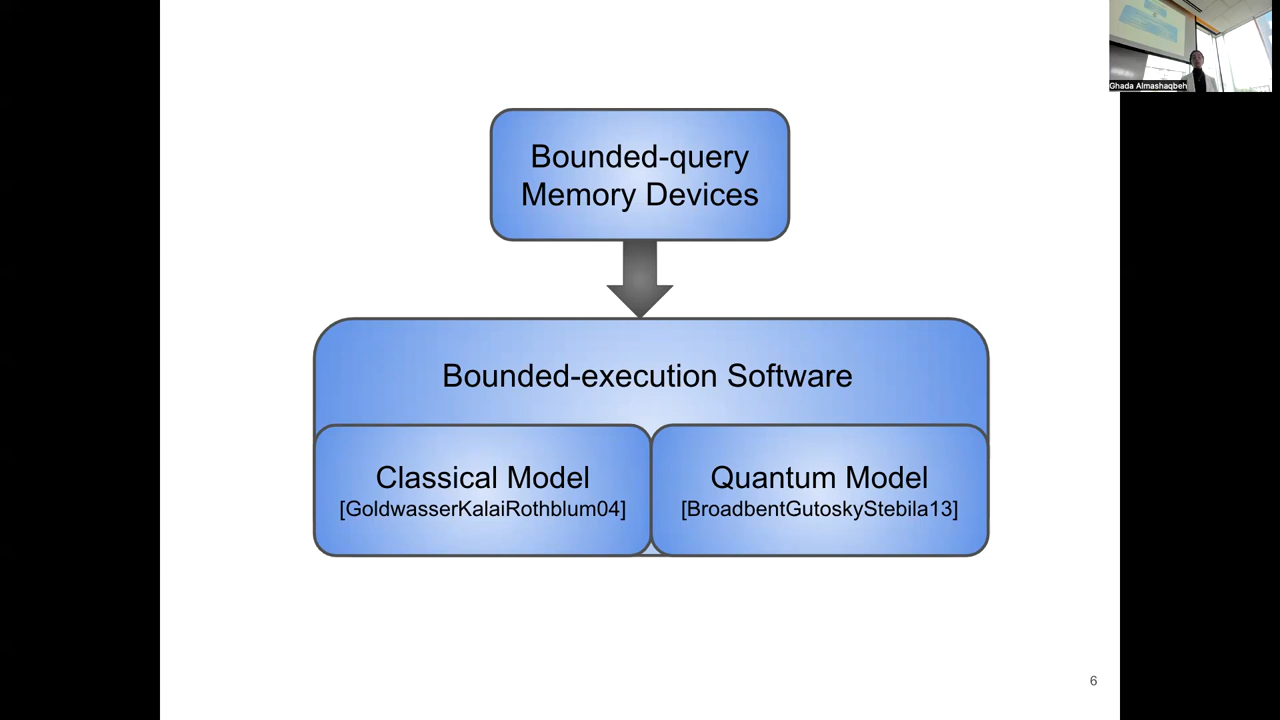 Ghada Almashaqbeh
Bounded-query
Memory Devices
Bounded-execution Software
Classical Model
[GoldwasserKalaiRothblum04]
Quantum Model
[BroadbentGutoskyStebila13]
6